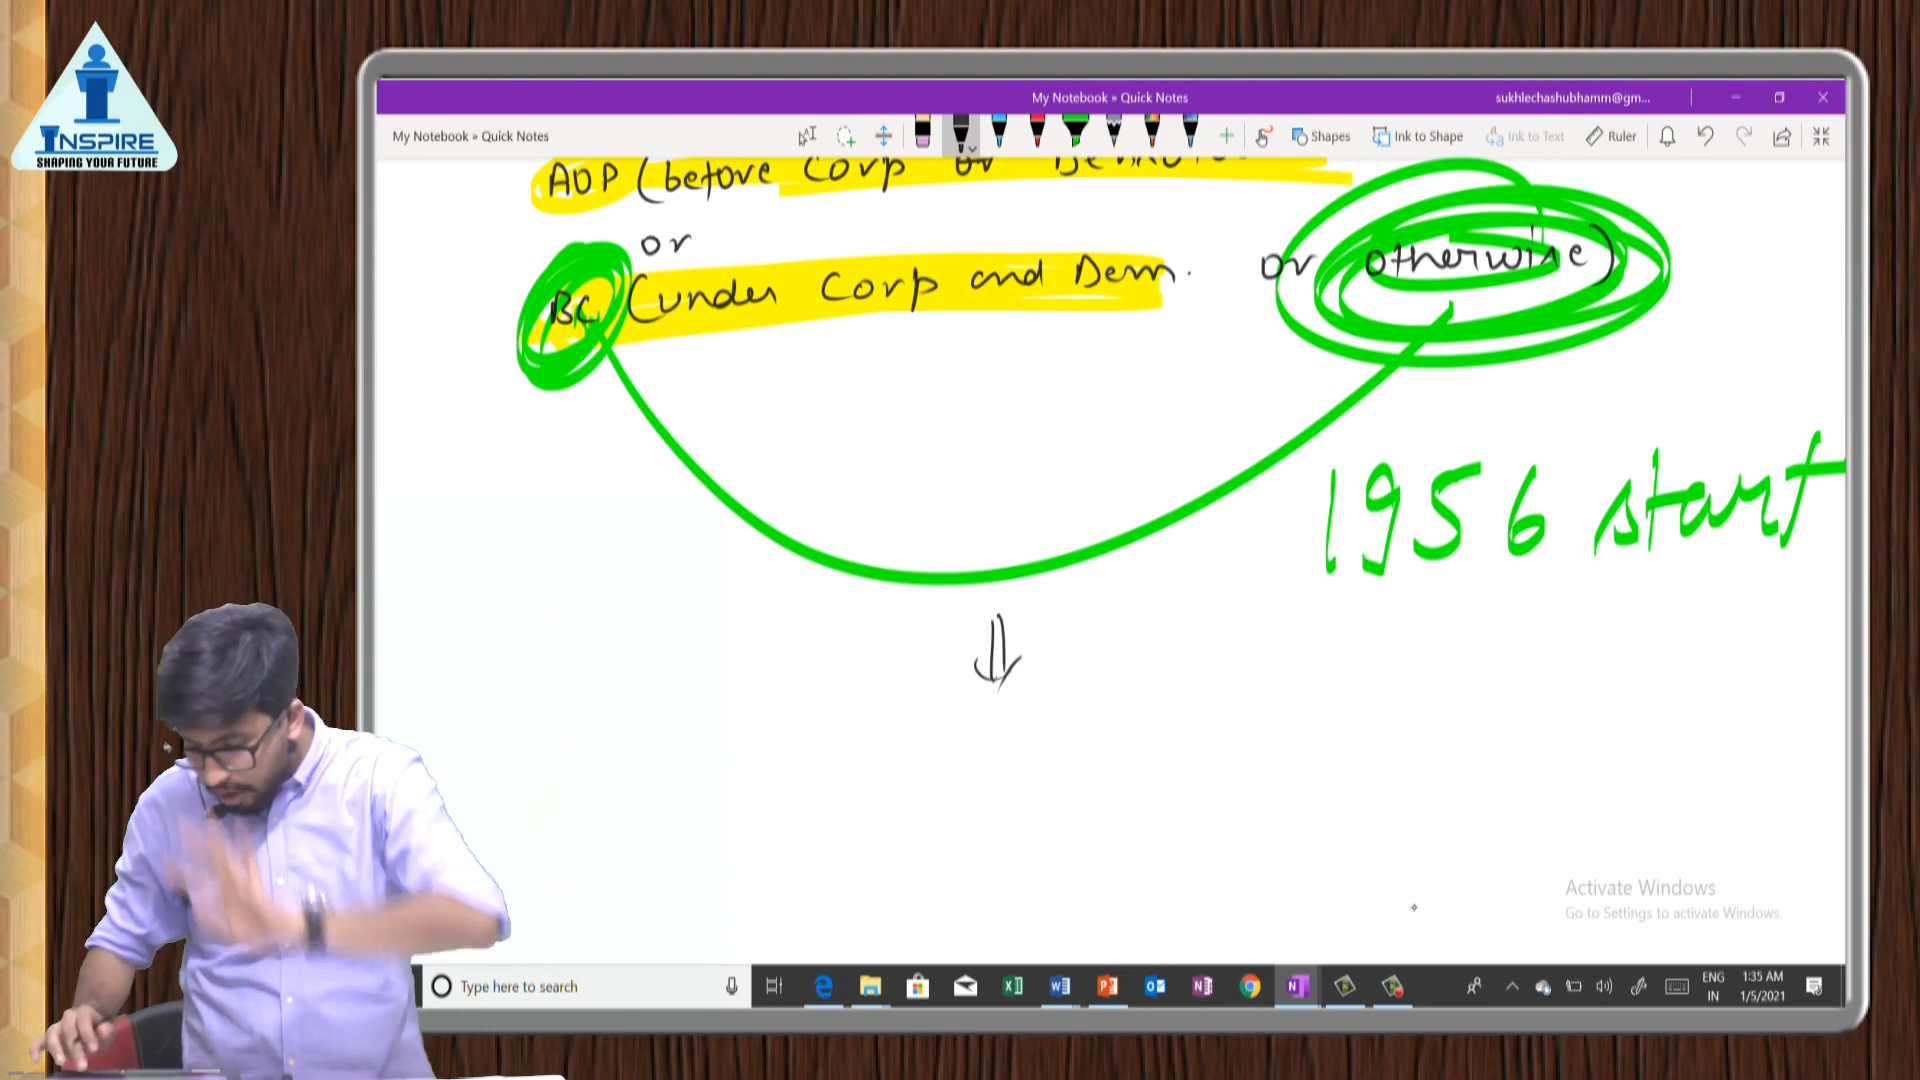 INSPIRE
SHAPING YOUR FUTURE
My Notebook » Quick Notes
sukhlechashubhamm@gm...
My Notebook » Quick Notes
Shapes
Ink to Shape
Ink to Text
Ruler
AOP (before Corp or
or
BC (under Corp and Dem. or otherwise)
1956 start
Activate Windows
Go to Settings to activate Windows.
Type here to search
ENG
IN
1:35 AM
1/5/2021